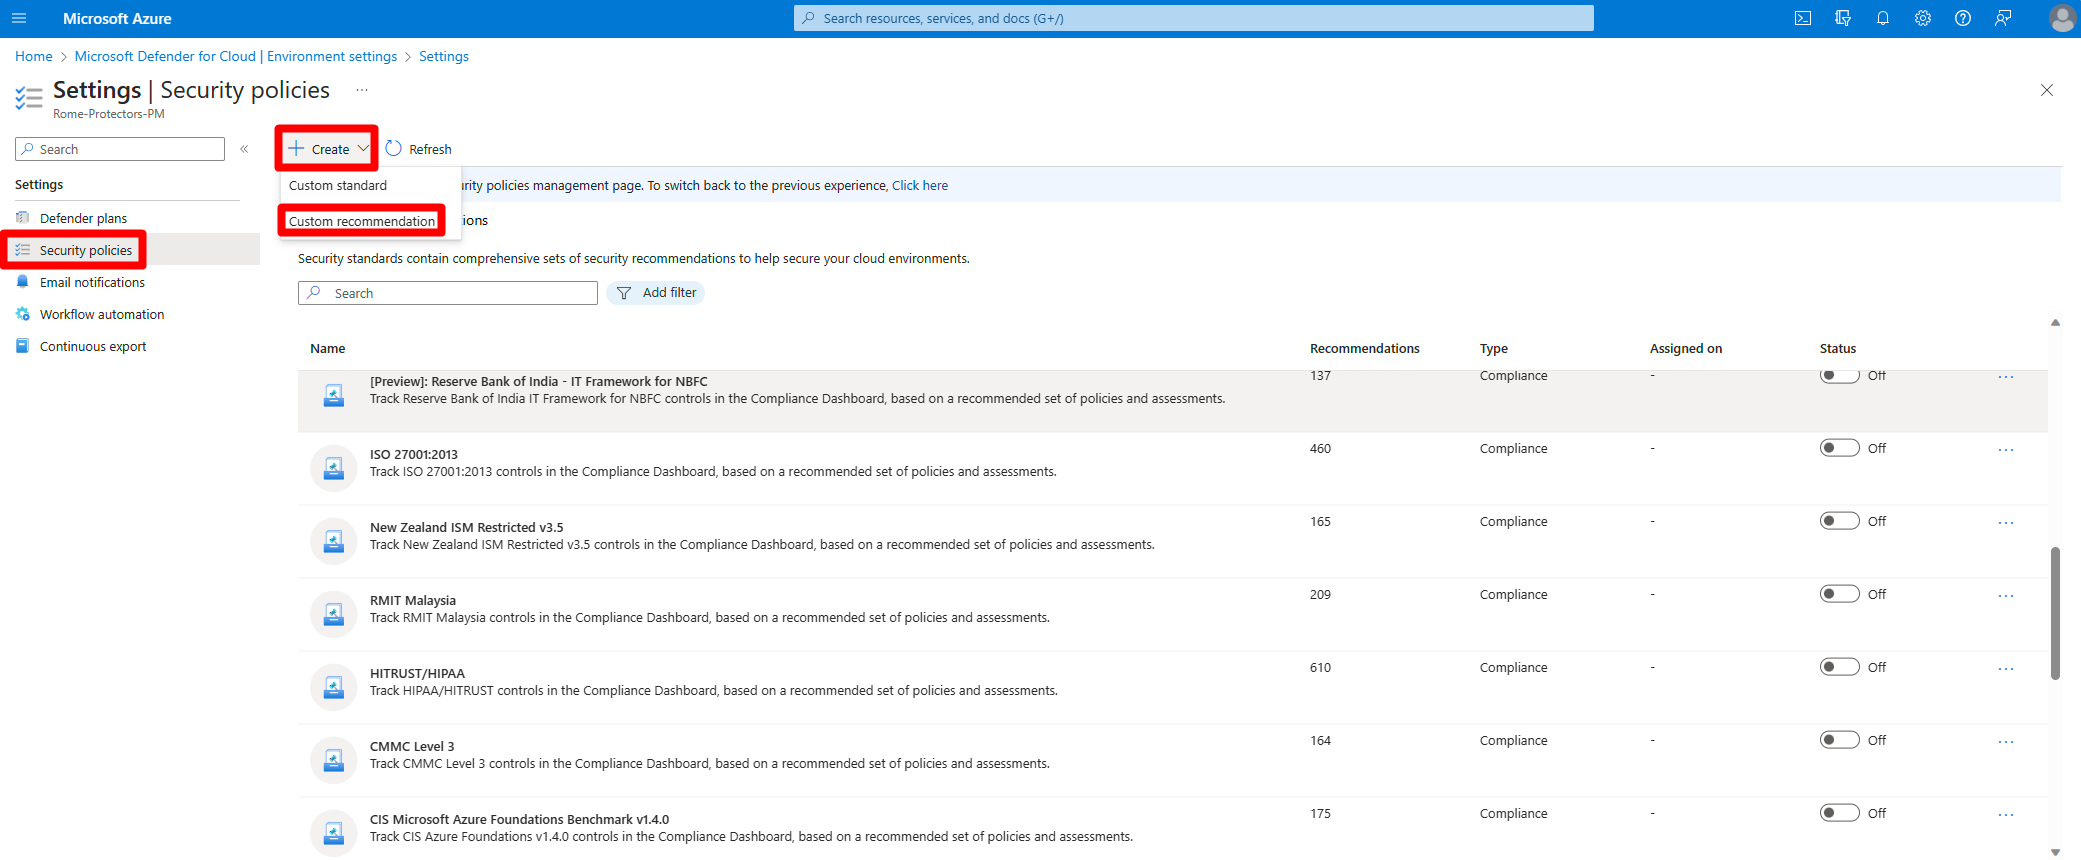 Microsoft Azure
Search resources, services, and docs (G+/)
Home > Microsoft Defender for Cloud | Environment settings > Settings
Settings | Security policies ...
Rome-Protectors-PM
Search
«
Settings
Defender plans
Security policies
Email notifications
Workflow automation
Continuous export
Create
Refresh
Custom standard
Custom recommendation
policies management page. To switch back to the previous experience, Click here
Security standards contain comprehensive sets of security recommendations to help secure your cloud environments.
Search
Add filter
Name Recommendations Type Assigned on Status
[Preview]: Reserve Bank of India - IT Framework for NBFC 137 Compliance - Off ...
Track Reserve Bank of India IT Framework for NBFC controls in the Compliance Dashboard, based on a recommended set of policies and assessments.
ISO 27001:2013 460 Compliance - Off ...
Track ISO 27001:2013 controls in the Compliance Dashboard, based on a recommended set of policies and assessments.
New Zealand ISM Restricted v3.5 165 Compliance - Off ...
Track New Zealand ISM Restricted v3.5 controls in the Compliance Dashboard, based on a recommended set of policies and assessments.
RMIT Malaysia 209 Compliance - Off ...
Track RMIT Malaysia controls in the Compliance Dashboard, based on a recommended set of policies and assessments.
HITRUST/HIPAA 610 Compliance - Off ...
Track HIPAA/HITRUST controls in the Compliance Dashboard, based on a recommended set of policies and assessments.
CMMC Level 3 164 Compliance - Off ...
Track CMMC Level 3 controls in the Compliance Dashboard, based on a recommended set of policies and assessments.
CIS Microsoft Azure Foundations Benchmark v1.4.0 175 Compliance - Off ...
Track CIS Azure Foundations v1.4.0 controls in the Compliance Dashboard, based on a recommended set of policies and assessments.